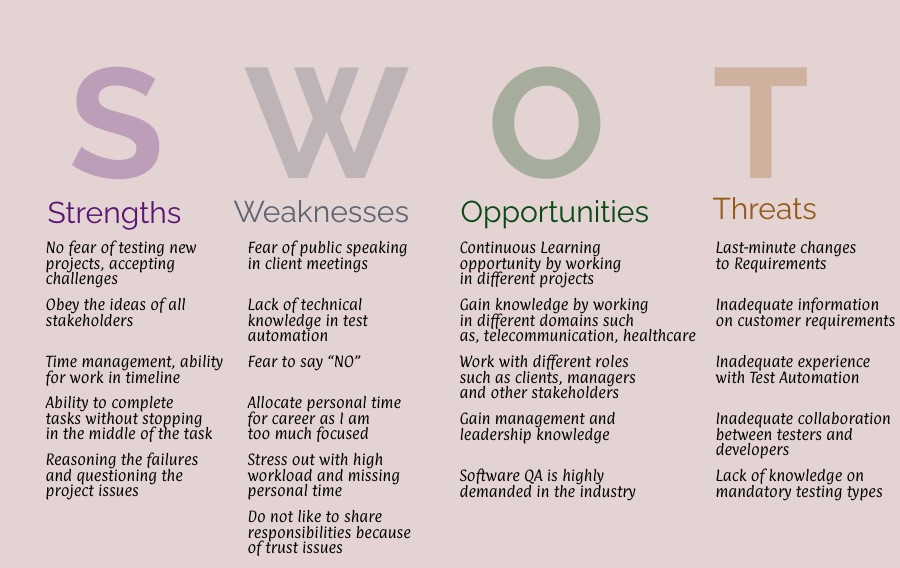 S
W
O
T
Strengths
No fear of testing new
projects, accepting
challenges
Obey the ideas of all
stakeholders
Time management, ability
for work in timeline
Ability to complete
tasks without stopping
in the middle of the task
Reasoning the failures
and questioning the
project issues
Weaknesses
Fear of public speaking
in client meetings
Lack of technical
knowledge in test
automation
Fear to say “NO”
Allocate personal time
for career as I am
too much focused
Stress out with high
workload and missing
personal time
Do not like to share
responsibilities because
of trust issues
Opportunities
Continuous Learning
opportunity by working
in different projects
Gain knowledge by working
in different domains such
as, telecommunication, healthcare
Work with different roles
such as clients, managers
and other stakeholders
Gain management and
leadership knowledge
Software QA is highly
demanded in the industry
Threats
Last-minute changes
to Requirements
Inadequate information
on customer requirements
Inadequate experience
with Test Automation
Inadequate collaboration
between testers and
developers
Lack of knowledge on
mandatory testing types